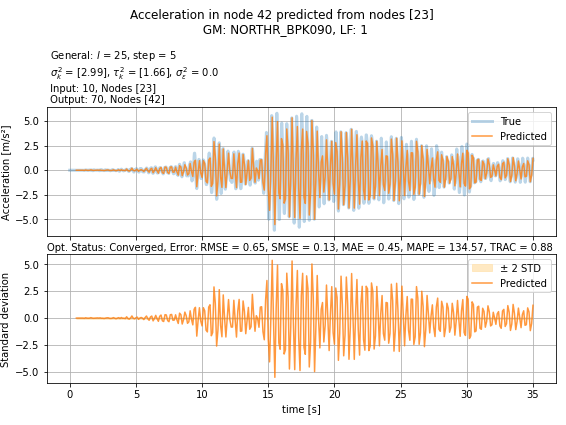 Acceleration in node 42 predicted from nodes [23]
GM: NORTHR_BPK090, LF: 1
General: l = 25, step = 5
σ²ₖ = [2.99], τ²ₖ = [1.66], σ²ε = 0.0
Input: 10, Nodes [23]
Output: 70, Nodes [42]
Acceleration [m/s²]
5.0
2.5
0.0
−2.5
−5.0
True
Predicted
Opt. Status: Converged, Error: RMSE = 0.65, SMSE = 0.13, MAE = 0.45, MAPE = 134.57, TRAC = 0.88
Standard deviation
5.0
2.5
0.0
−2.5
−5.0
± 2 STD
Predicted
0 5 10 15 20 25 30 35
time [s]